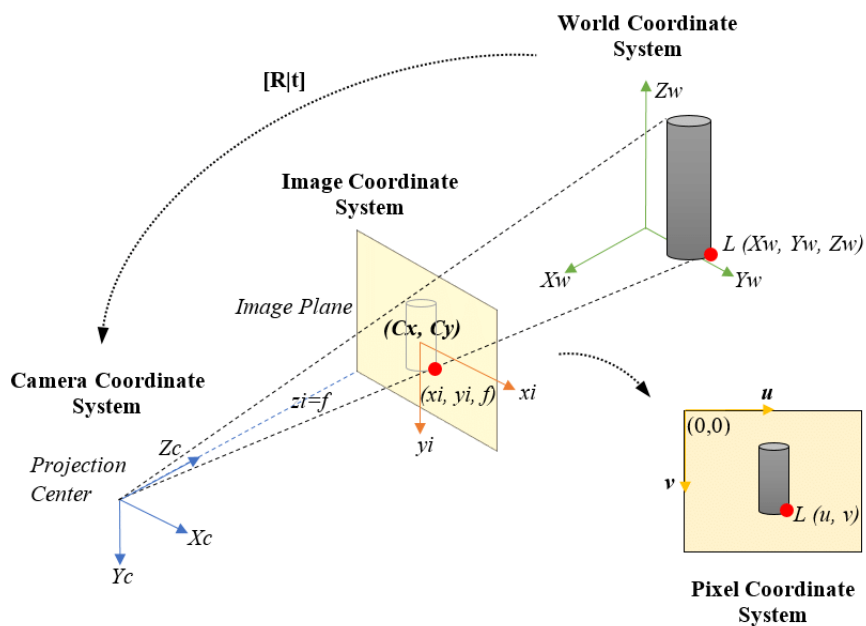 World Coordinate
System
[R|t]
Zw
Image Coordinate
System
L (Xw, Yw, Zw)
Xw
Yw
Image Plane
(Cx, Cy)
Camera Coordinate
System
zi=f
(xi, yi, f)
xi
yi
u
(0,0)
Zc
Projection
Center
v
L (u, v)
Xc
Yc
Pixel Coordinate
System